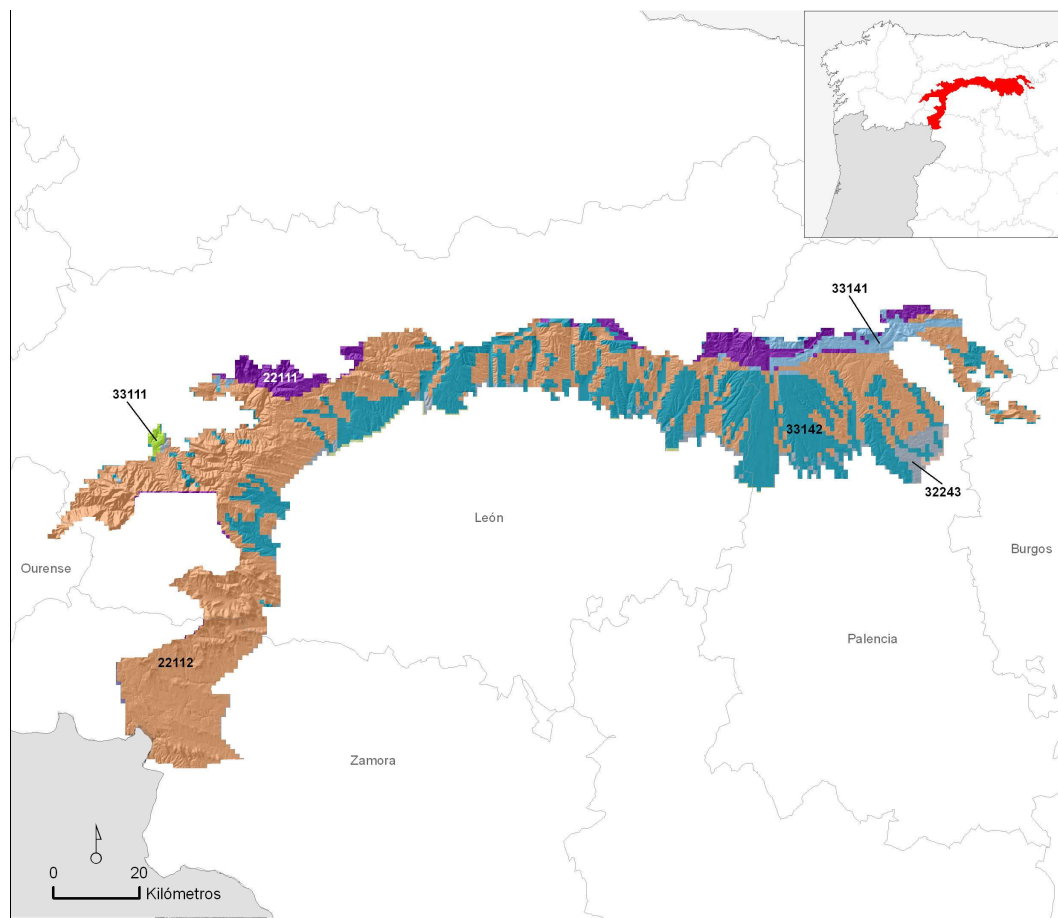 33141
22111
33111
33142
32243
León
Ourense
Burgos
Palencia
22112
Zamora
0 20
Kilómetros